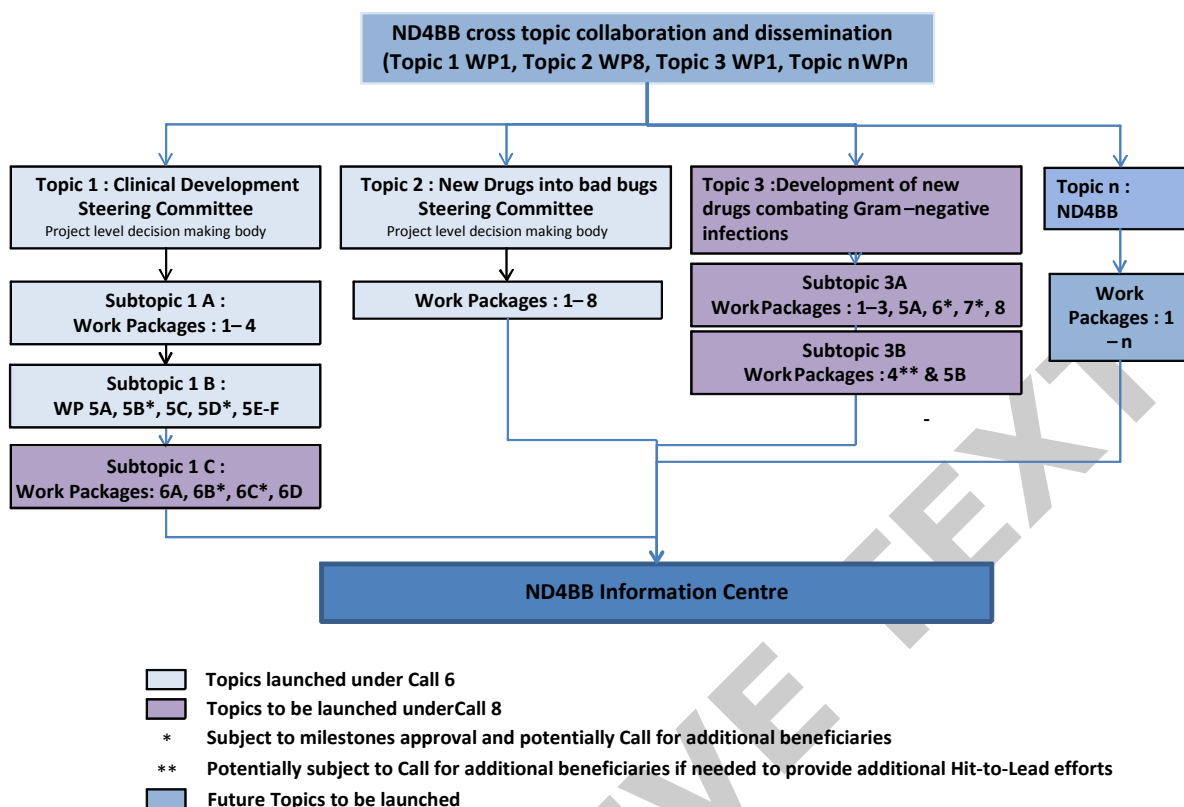 ND4BB cross topic collaboration and dissemination
(Topic 1 WP1, Topic 2 WP8, Topic 3 WP1, Topic n WPn
Topic 1 : Clinical Development
Steering Committee
Project level decision making body
Topic 2 : New Drugs into bad bugs
Steering Committee
Project level decision making body
Topic 3 :Development of new
drugs combating Gram –negative
infections
Topic n :
ND4BB
Subtopic 1 A :
Work Packages : 1– 4
Work Packages : 1– 8
Subtopic 3A
Work Packages : 1–3, 5A, 6*, 7*, 8
Work
Packages : 1
– n
Subtopic 1 B :
WP 5A, 5B*, 5C, 5D*, 5E-F
Subtopic 3B
Work Packages : 4** & 5B
-
Subtopic 1 C :
Work Packages: 6A, 6B*, 6C*, 6D
ND4BB Information Centre
Topics launched under Call 6
Topics to be launched underCall 8
* Subject to milestones approval and potentially Call for additional beneficiaries
** Potentially subject to Call for additional beneficiaries if needed to provide additional Hit-to-Lead efforts
Future Topics to be launched
VE TEXT